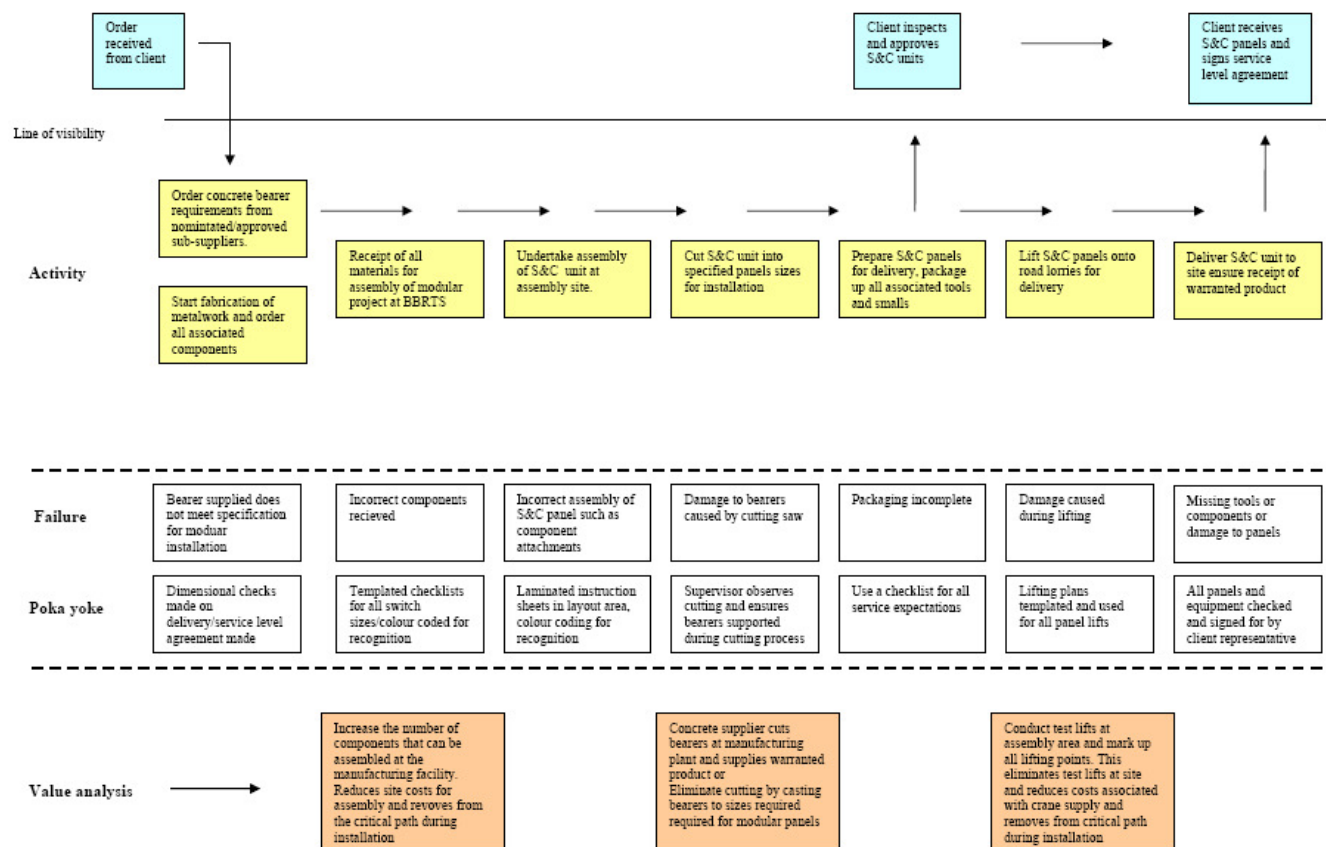 Order
received
from client
Client inspects
and approves
S&C units
Client receives
S&C panels and
signs service
level agreement
Line of visibility
Activity
Order concrete bearer
requirements from
nomintated/approved
sub-suppliers.
Start fabrication of
metalwork and order
all associated
components
Receipt of all
materials for
assembly of modular
project at BBRTS
Undertake assembly
of S&C unit at
assembly site.
Cut S&C unit into
specified panels sizes
for installation
Prepare S&C panels
for delivery, package
up all associated tools
and smalls
Lift S&C panels onto
road lorries for
delivery
Deliver S&C unit to
site ensure receipt of
warranted product
Failure
Bearer supplied does
not meet specification
for moduar
installation
Incorrect components
recieved
Incorrect assembly of
S&C panel such as
component
attachments
Damage to bearers
caused by cutting saw
Packaging incomplete
Damage caused
during lifting
Missing tools or
components or
damage to panels
Poka yoke
Dimensional checks
made on
delivery/service level
agreement made
Templated checklists
for all switch
sizes/colour coded for
recognition
Laminated instruction
sheets in layout area,
colour coding for
recognition
Supervisor observes
cutting and ensures
bearers supported
during cutting process
Use a checklist for all
service expectations
Lifting plans
templated and used
for all panel lifts
All panels and
equipment checked
and signed for by
client representative
Value analysis
Increase the number of
components that can be
assembled at the
manufacturing facility.
Reduces site costs for
assembly and revoves from
the critical path during
installation
Concrete supplier cuts
bearers at manufacturing
plant and supplies warranted
product or
Eliminate cutting by casting
bearers to sizes required
required for modular panels
Conduct test lifts at
assembly area and mark up
all lifting points. This
eliminates test lifts at site
and reduces costs associated
with crane supply and
removes from critical path
during installation